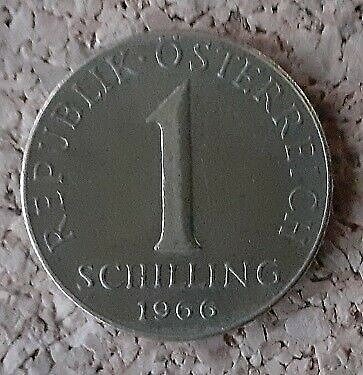 REPUBLIK · ÖSTERREICH
1
SCHILLING
1966